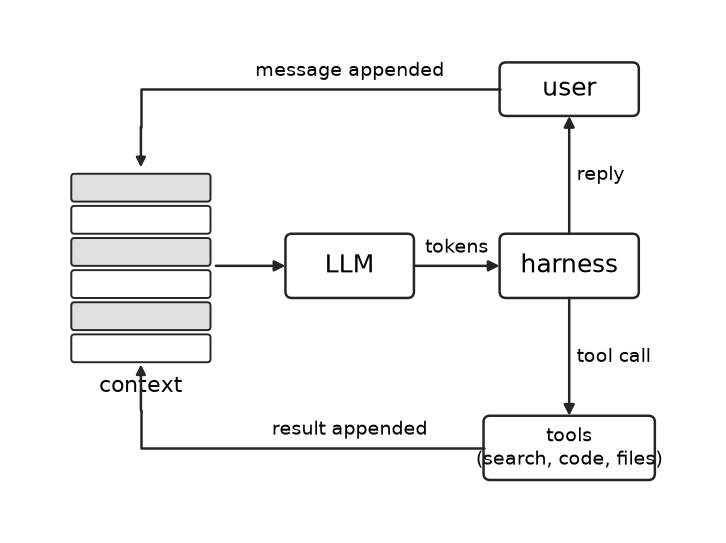 message appended
user
reply
LLM
tokens
harness
tool call
context
result appended
tools
(search, code, files)